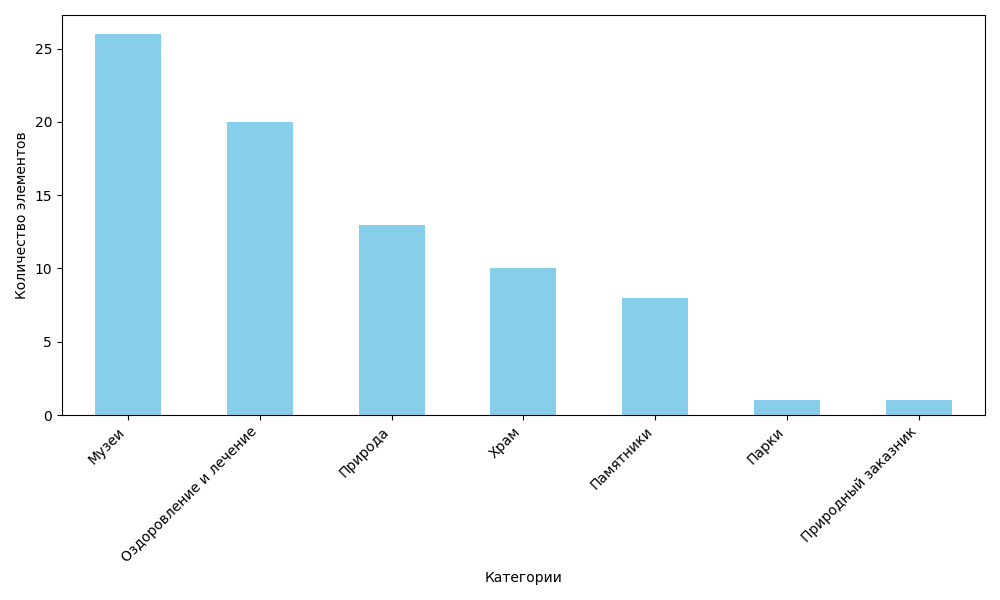 25
20
15
10
5
0
Количество элементов
Музеи
Оздоровление и лечение
Природа
Храм
Памятники
Парки
Природный заказник
Категории